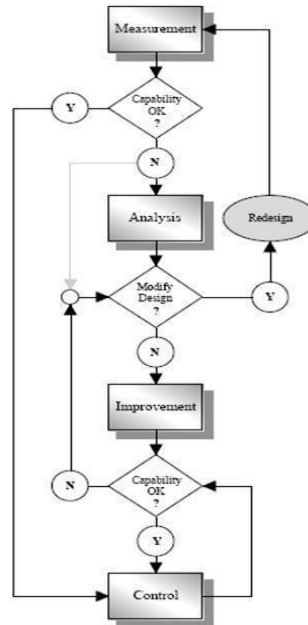 Measurement
Y
Capability
OK
?
N
Analysis
Redesign
Modify
Design
?
Y
N
Improvement
N
Capability
OK
?
Y
Control